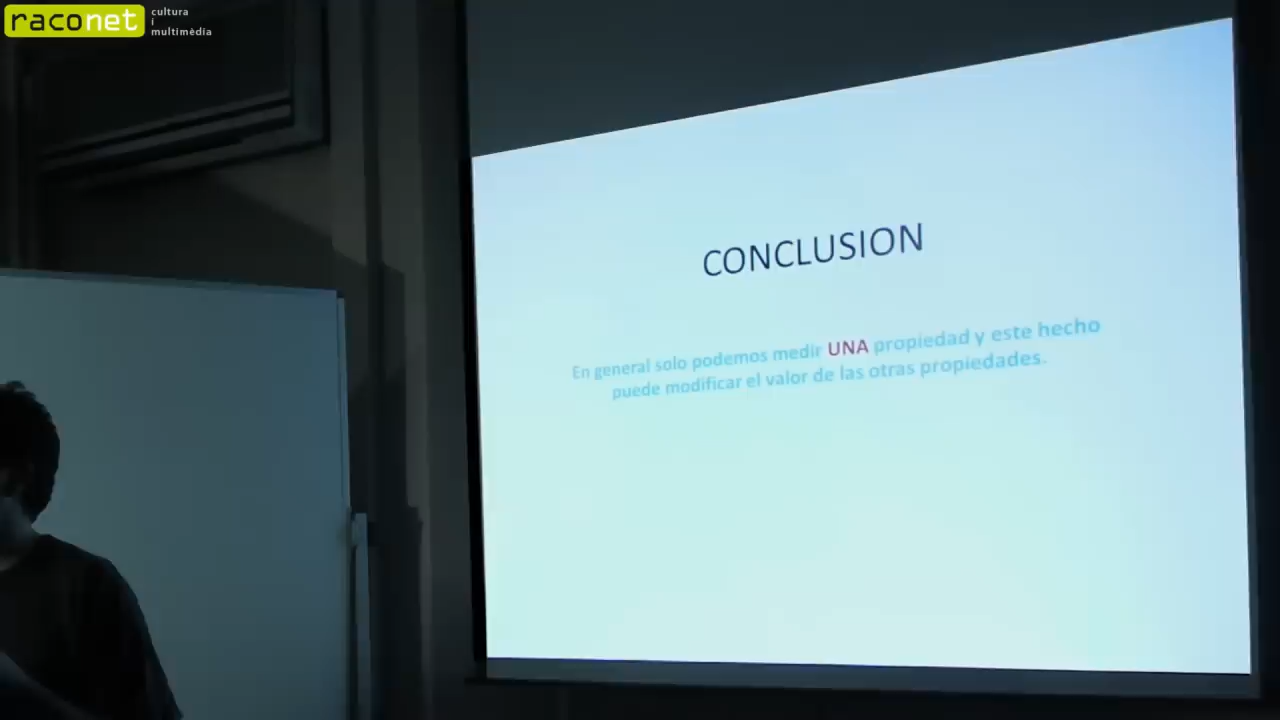 raconet
cultura
i
multimèdia
CONCLUSION
En general solo podemos medir UNA propiedad y este hecho
puede modificar el valor de las otras propiedades.